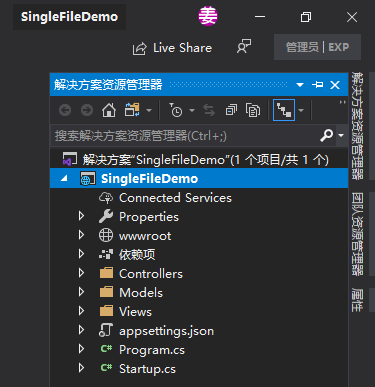 SingleFileDemo 姜
Live Share 管理员 | EXP
解决方案资源管理器
搜索解决方案资源管理器(Ctrl+;)
解决方案"SingleFileDemo"(1 个项目/共 1 个)
SingleFileDemo
Connected Services
Properties
wwwroot
依赖项
Controllers
Models
Views
appsettings.json
C# Program.cs
C# Startup.cs
解决方案资源管理器
团队资源管理器
属性